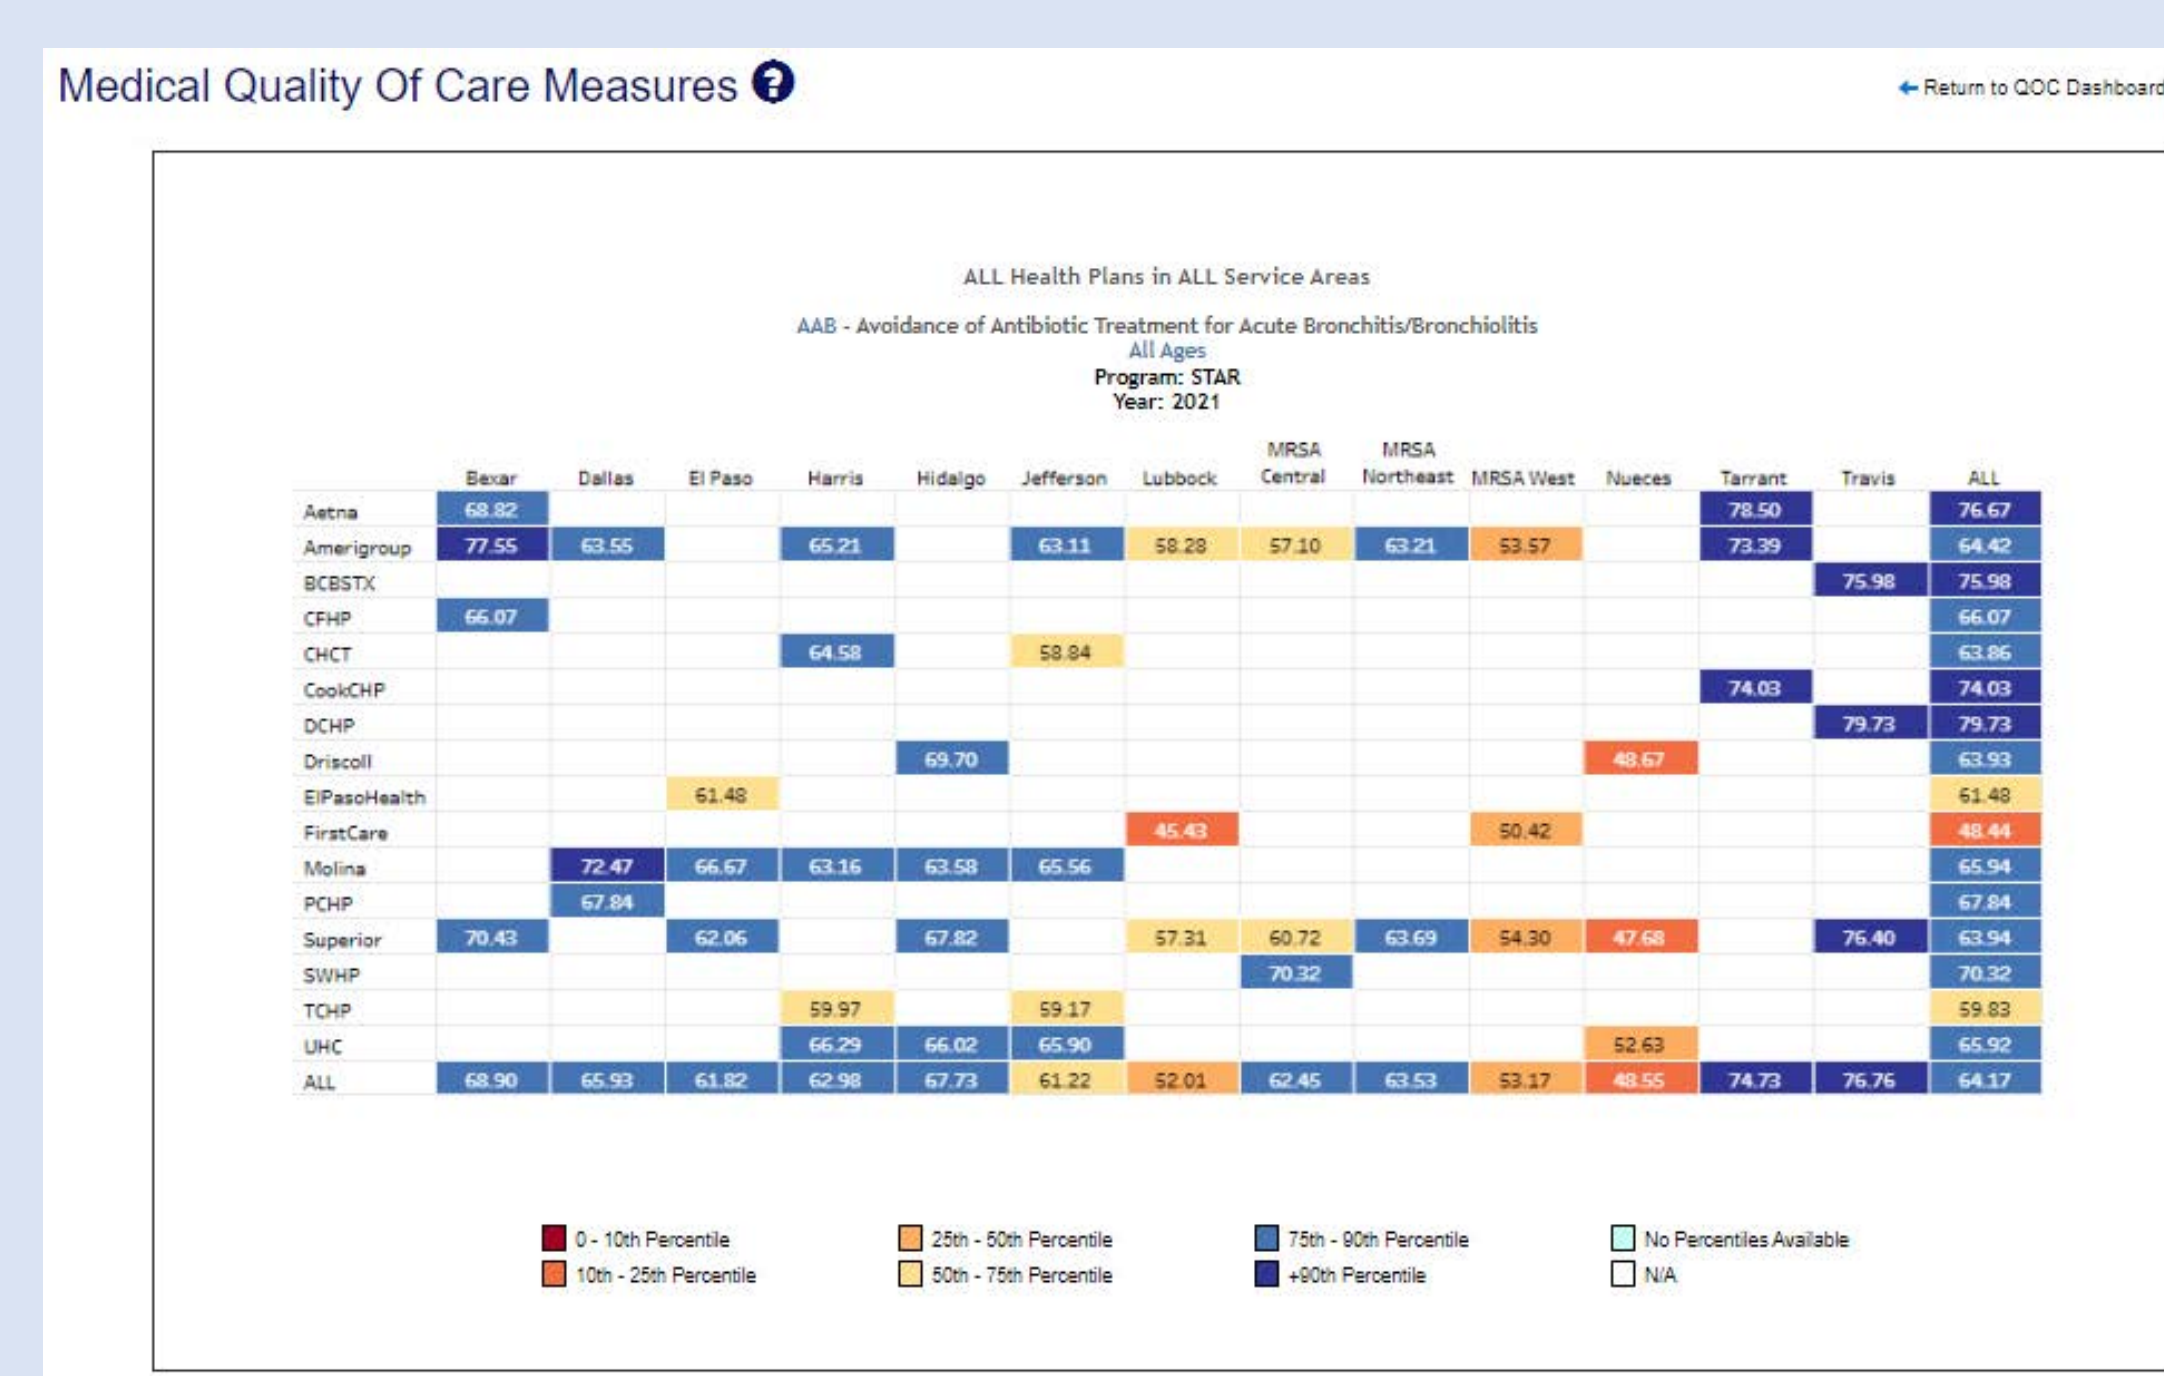 Medical Quality Of Care Measures ?
← Return to QOC Dashboard
ALL Health Plans in ALL Service Areas
AAB - Avoidance of Antibiotic Treatment for Acute Bronchitis/Bronchiolitis
All Ages
Program: STAR
Year: 2021
Bexar Dallas El Paso Harris Hidalgo Jefferson Lubbock MRSA Central MRSA Northeast MRSA West Nueces Tarrant Travis ALL
Aetna 68.82 78.50 76.67
Amerigroup 77.55 63.55 65.21 63.11 58.28 57.10 63.21 53.57 73.39 64.42
BCBSTX 75.98 75.98
CFHP 66.07 66.07
CHCT 64.58 58.84 63.86
CookCHP 74.03 74.03
DCHP 79.73 79.73
Driscoll 69.70 48.67 63.93
ElPasoHealth 61.48 61.48
FirstCare 45.43 50.42 48.44
Molina 72.47 66.67 63.16 63.58 65.56 65.94
PCHP 67.84 67.84
Superior 70.43 62.06 67.82 57.31 60.72 63.69 54.30 47.68 76.40 63.94
SWHP 70.32 70.32
TCHP 59.97 59.17 59.83
UHC 66.29 66.02 65.90 52.63 65.92
ALL 68.90 65.93 61.82 62.98 67.73 61.22 52.01 62.45 63.53 53.17 48.55 74.73 76.76 64.17
0 - 10th Percentile 25th - 50th Percentile 75th - 90th Percentile No Percentiles Available
10th - 25th Percentile 50th - 75th Percentile +90th Percentile N/A